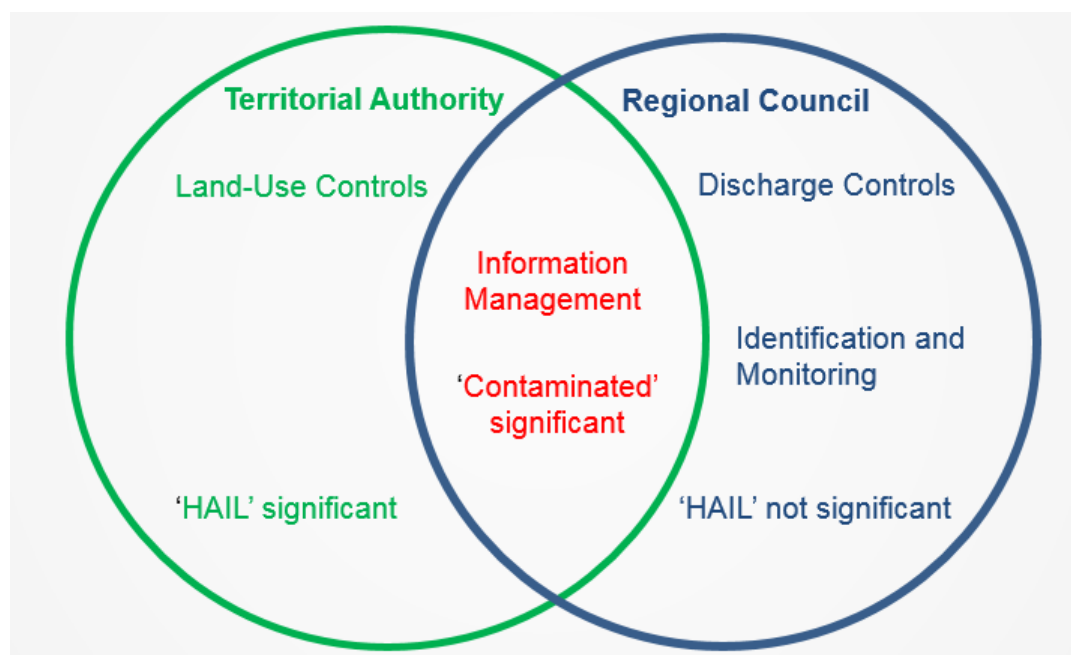 Territorial Authority
Regional Council
Land-Use Controls
Discharge Controls
Information
Management
Identification and
Monitoring
‘Contaminated’
significant
‘HAIL’ significant
‘HAIL’ not significant